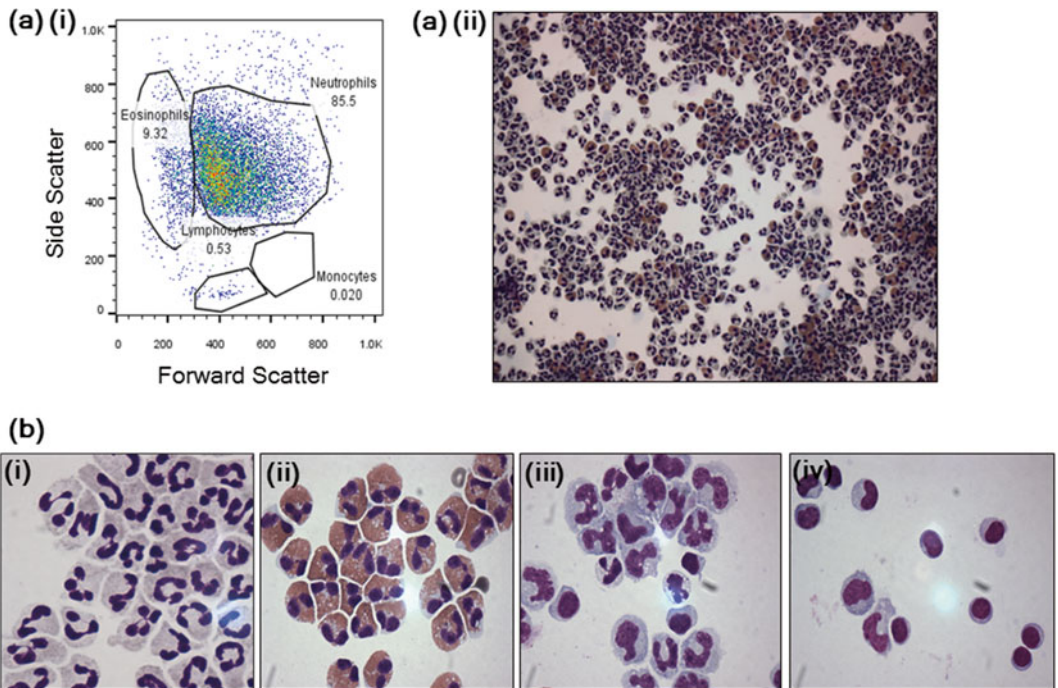 (a) (i)
1.0K
800
600
400
200
0
Side Scatter
Eosinophils
9.32
Neutrophils
85.5
Lymphocytes
0.53
Monocytes
0.020
0 200 400 600 800 1.0K
Forward Scatter
(a) (ii)
(b)
(i)
(ii)
(iii)
(iv)